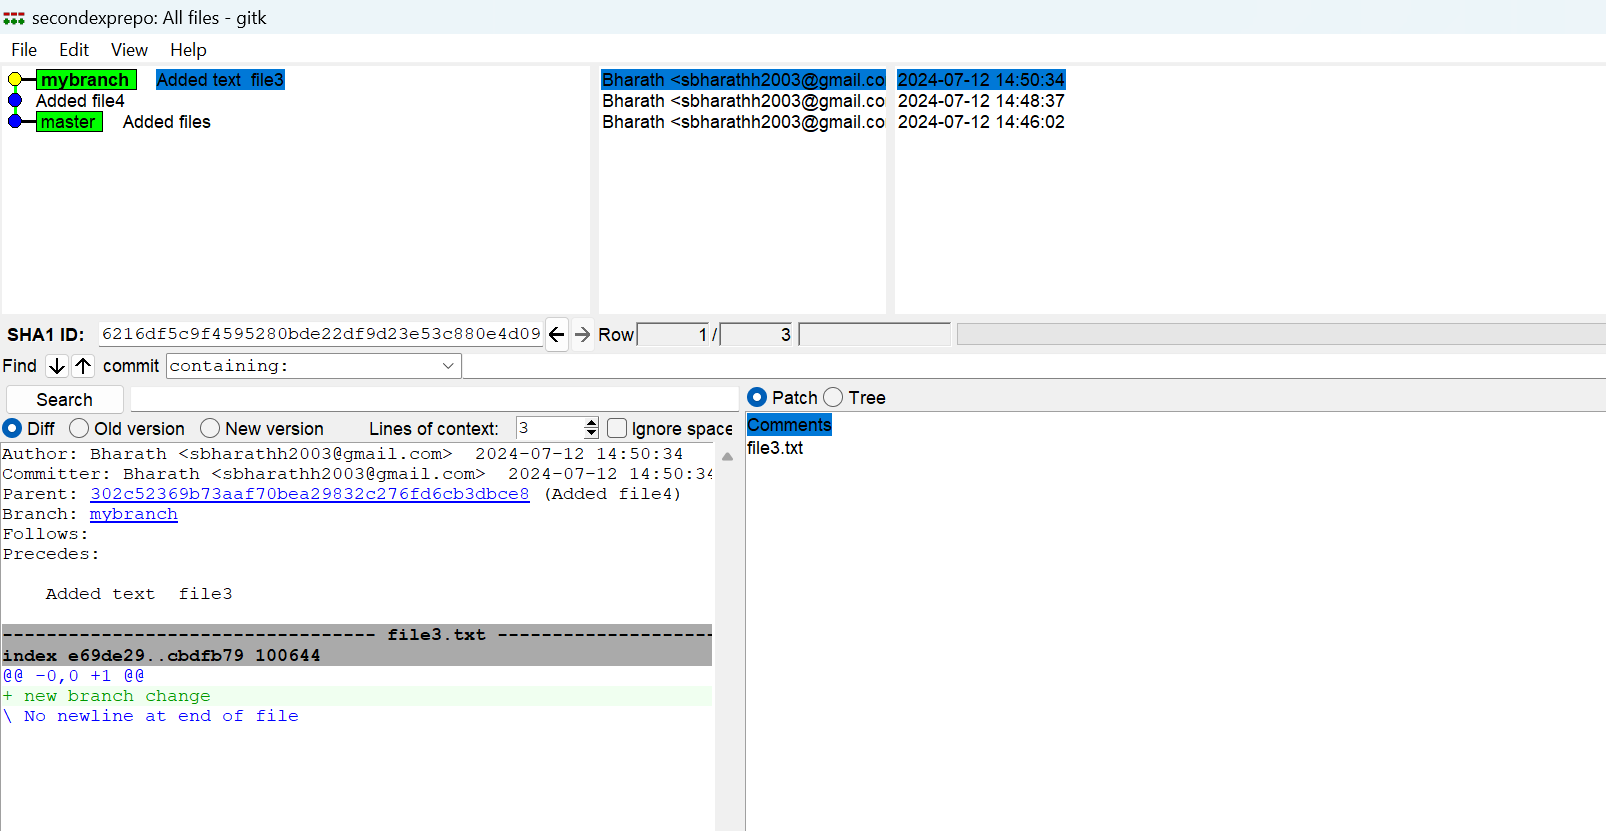 secondexprepo: All files - gitk
File Edit View Help
mybranch Added text  file3 Bharath <sbharathh2003@gmail.co 2024-07-12 14:50:34
Added file4 Bharath <sbharathh2003@gmail.co 2024-07-12 14:48:37
master Added files Bharath <sbharathh2003@gmail.co 2024-07-12 14:46:02
SHA1 ID: 6216df5c9f4595280bde22df9d23e53c880e4d09 Row 1 / 3
Find commit containing:
Search
Patch Tree
Diff Old version New version Lines of context: 3 Ignore space
Comments
file3.txt
Author: Bharath <sbharathh2003@gmail.com>  2024-07-12 14:50:34
Committer: Bharath <sbharathh2003@gmail.com>  2024-07-12 14:50:34
Parent: 302c52369b73aaf70bea29832c276fd6cb3dbce8 (Added file4)
Branch: mybranch
Follows:
Precedes:
Added text  file3
---------------------------------- file3.txt --------------------
index e69de29..cbdfb79 100644
@@ -0,0 +1 @@
+ new branch change
\ No newline at end of file